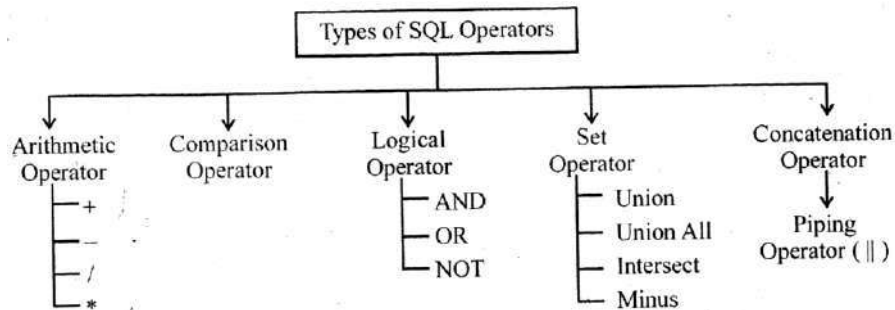 Types of SQL Operators
Arithmetic
Operator
+
–
/
*
Comparison
Operator
Logical
Operator
AND
OR
NOT
Set
Operator
Union
Union All
Intersect
Minus
Concatenation
Operator
Piping
Operator ( || )